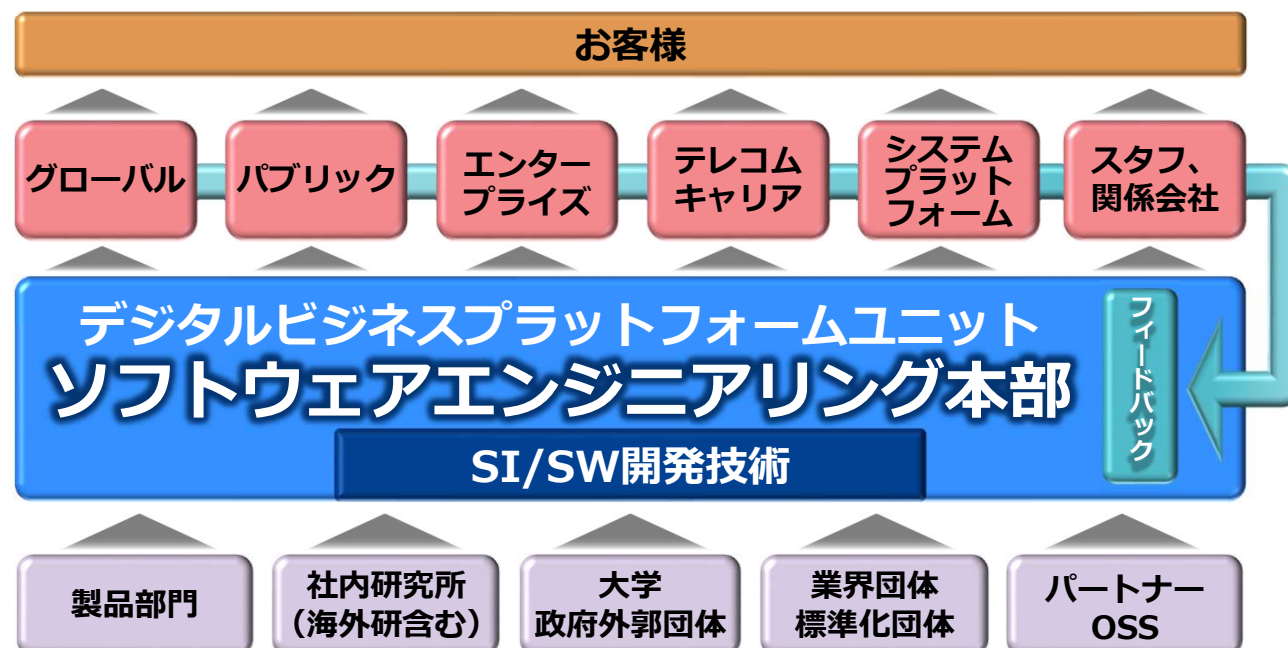 お客様
グローバル
パブリック
エンター
プライズ
テレコム
キャリア
システム
プラット
フォーム
スタフ、
関係会社
デジタルビジネスプラットフォームユニット
ソフトウェアエンジニアリング本部
フィードバック
SI/SW開発技術
製品部門
社内研究所
（海外研含む）
大学
政府外郭団体
業界団体
標準化団体
パートナー
OSS